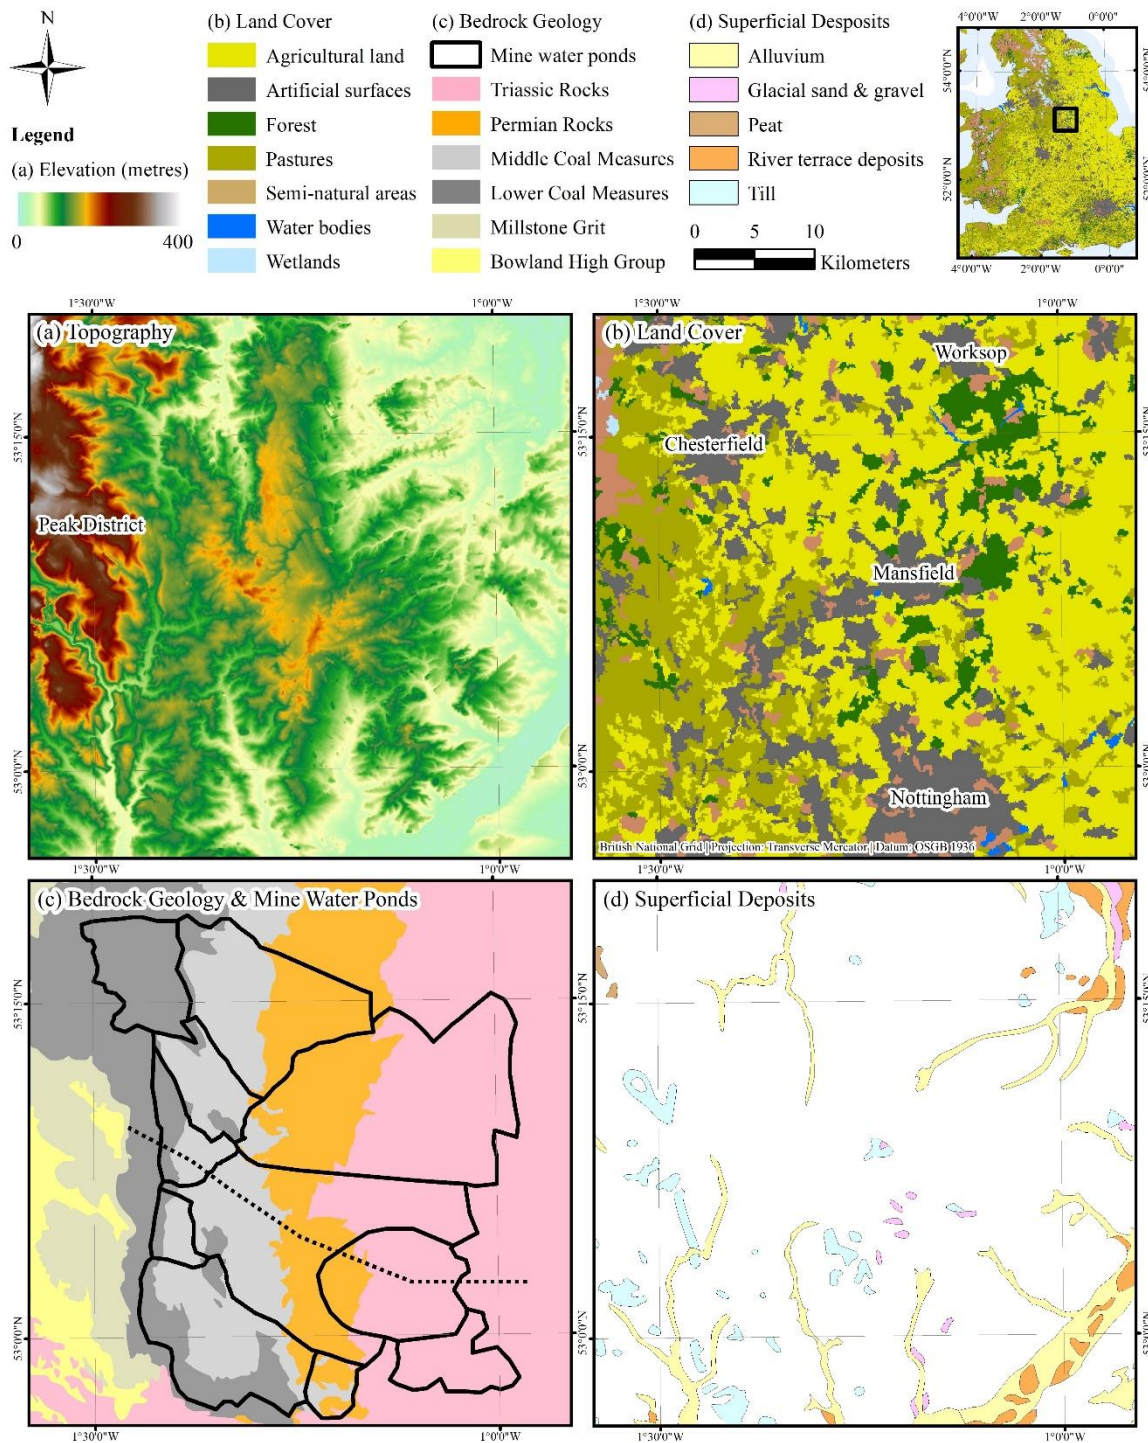 N
Legend
(a) Elevation (metres)
0 400
(b) Land Cover
Agricultural land
Artificial surfaces
Forest
Pastures
Semi-natural areas
Water bodies
Wetlands
(c) Bedrock Geology
Mine water ponds
Triassic Rocks
Permian Rocks
Middle Coal Measures
Lower Coal Measures
Millstone Grit
Bowland High Group
(d) Superficial Desposits
Alluvium
Glacial sand & gravel
Peat
River terrace deposits
Till
0 5 10
Kilometers
4°0'0"W 2°0'0"W 0°0'0"
54°0'0"N 54°0'0"N
52°0'0"N 52°0'0"N
4°0'0"W 2°0'0"W 0°0'0"
1°30'0"W 1°0'0"W
(a) Topography
53°15'0"N
Peak District
53°0'0"N
1°30'0"W 1°0'0"W
1°30'0"W 1°0'0"W
(b) Land Cover
Worksop
53°15'0"N
Chesterfield
Mansfield
53°0'0"N
Nottingham
British National Grid | Projection: Transverse Mercator | Datum: OSGB 1936
1°30'0"W 1°0'0"W
(c) Bedrock Geology & Mine Water Ponds
53°15'0"N
53°0'0"N
1°30'0"W 1°0'0"W
(d) Superficial Deposits
53°15'0"N
53°0'0"N
1°30'0"W 1°0'0"W